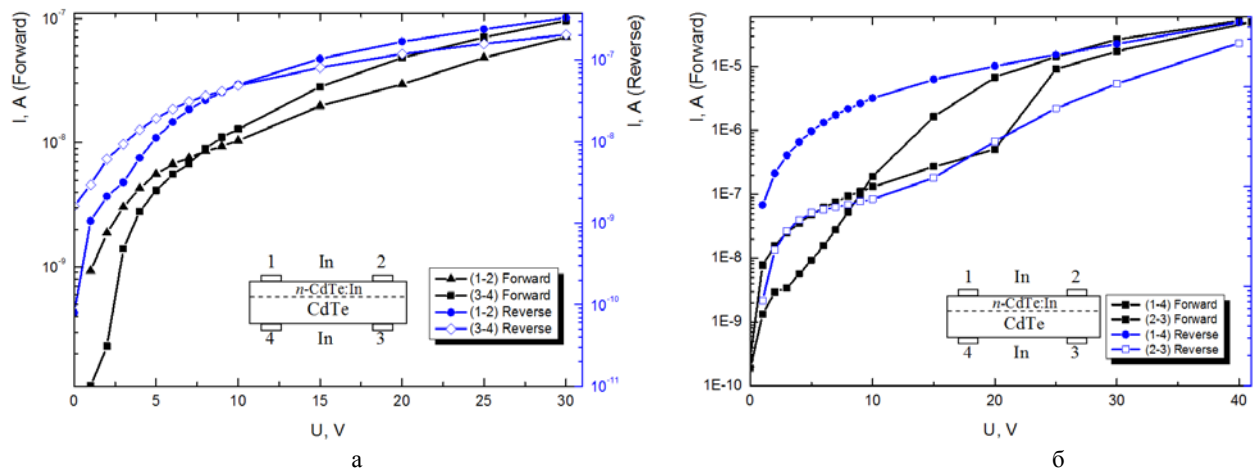 I, A (Forward)
10⁻⁷
10⁻⁸
10⁻⁹
0 5 10 15 20 25 30
U, V
I, A (Reverse)
10⁻⁷
10⁻⁸
10⁻⁹
10⁻¹⁰
10⁻¹¹
1 In 2
n-CdTe:In
CdTe
4 In 3
(1-2) Forward
(3-4) Forward
(1-2) Reverse
(3-4) Reverse
а
I, A (Forward)
1E-5
1E-6
1E-7
1E-8
1E-9
1E-10
0 10 20 30 40
U, V
1 In 2
n-CdTe:In
CdTe
4 In 3
(1-4) Forward
(2-3) Forward
(1-4) Reverse
(2-3) Reverse
б